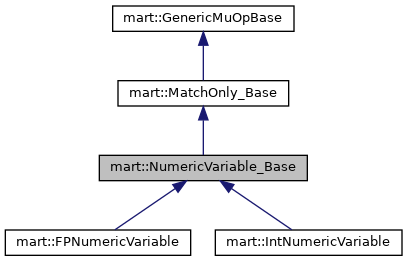 mart::GenericMuOpBase
mart::MatchOnly_Base
mart::NumericVariable_Base
mart::FPNumericVariable
mart::IntNumericVariable